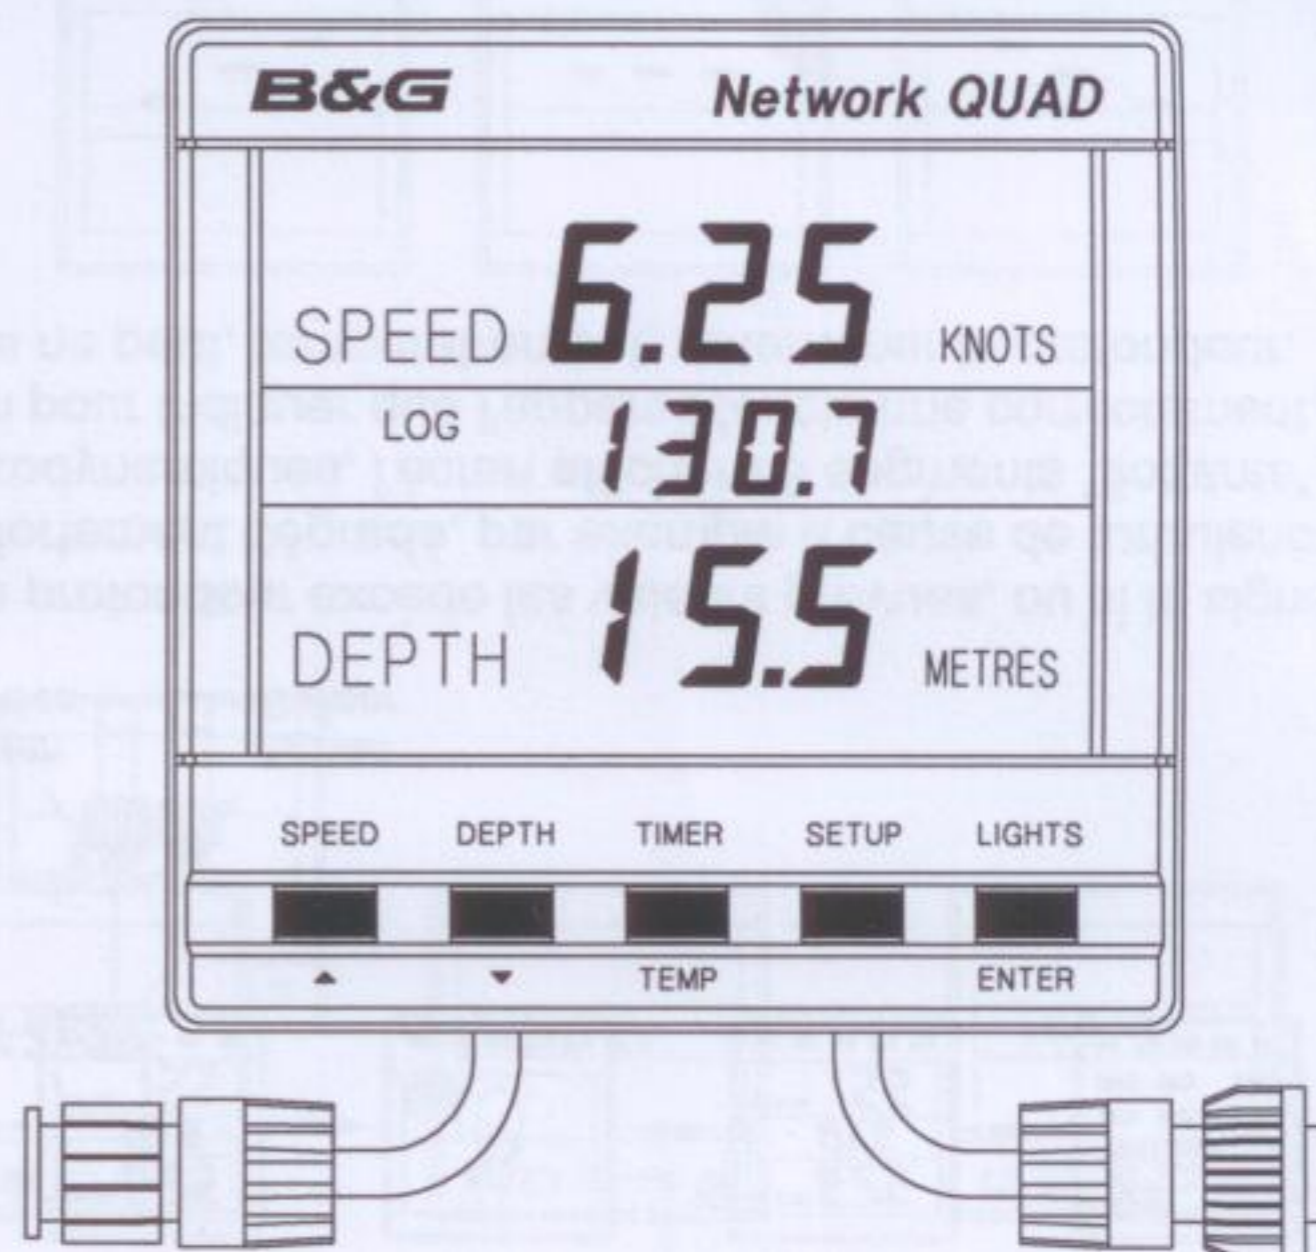 B&G Network QUAD
SPEED 6.25 KNOTS
LOG 130.7
DEPTH 15.5 METRES
SPEED DEPTH TIMER SETUP LIGHTS
▲ ▼ TEMP ENTER